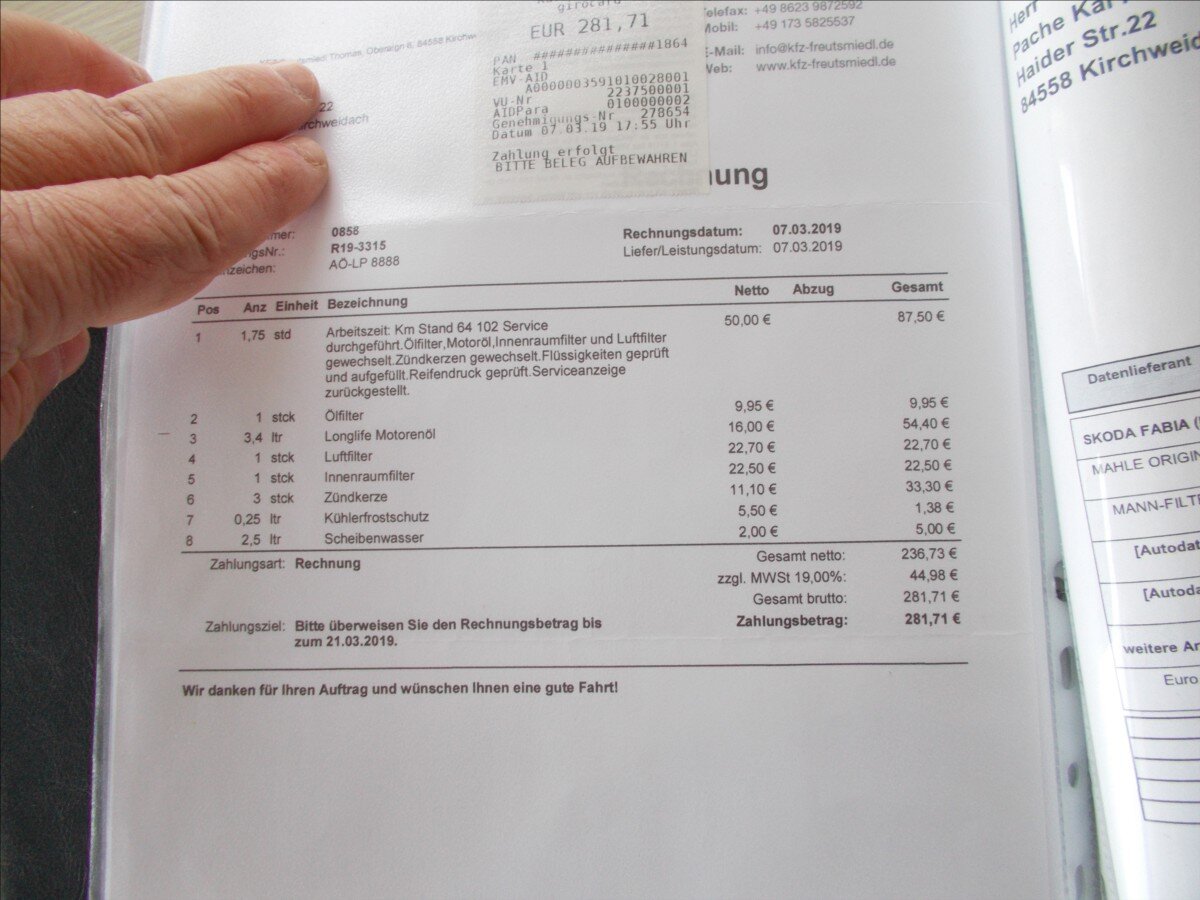 girocard
EUR 281,71
PAN ###############1864
Karte 1
EMV-AID
A0000003591010028001
VU-Nr 2237500001
AIDPara 0100000002
Genehmigungs-Nr 278654
Datum 07.03.19 17:55 Uhr
Zahlung erfolgt
BITTE BELEG AUFBEWAHREN
Telefax: +49 8623 9872592
Mobil: +49 173 5825537
E-Mail: info@kfz-freutsmiedl.de
Web: www.kfz-freutsmiedl.de
Thomas, Oberaign 8, 84558 Kirchwei
22
Kirchweidach
nung
mer: 0858
ngsNr.: R19-3315
nzeichen: AÖ-LP 8888
Rechnungsdatum: 07.03.2019
Liefer/Leistungsdatum: 07.03.2019
Pos Anz Einheit Bezeichnung Netto Abzug Gesamt
1 1,75 std Arbeitszeit: Km Stand 64 102 Service 50,00 € 87,50 €
durchgeführt.Ölfilter,Motoröl,Innenraumfilter und Luftfilter
gewechselt.Zündkerzen gewechselt.Flüssigkeiten geprüft
und aufgefüllt.Reifendruck geprüft.Serviceanzeige
zurückgestellt.
2 1 stck Ölfilter 9,95 € 9,95 €
3 3,4 ltr Longlife Motorenöl 16,00 € 54,40 €
4 1 stck Luftfilter 22,70 € 22,70 €
5 1 stck Innenraumfilter 22,50 € 22,50 €
6 3 stck Zündkerze 11,10 € 33,30 €
7 0,25 ltr Kühlerfrostschutz 5,50 € 1,38 €
8 2,5 ltr Scheibenwasser 2,00 € 5,00 €
Zahlungsart: Rechnung
Gesamt netto: 236,73 €
zzgl. MWSt 19,00%: 44,98 €
Gesamt brutto: 281,71 €
Zahlungsbetrag: 281,71 €
Zahlungsziel: Bitte überweisen Sie den Rechnungsbetrag bis
zum 21.03.2019.
Wir danken für Ihren Auftrag und wünschen Ihnen eine gute Fahrt!
Herr
Pache Kar
Haider Str.22
84558 Kirchweida
Datenlieferant
SKODA FABIA (
MAHLE ORIGIN
MANN-FILTE
[Autodat
[Autoda
weitere Ar
Euro